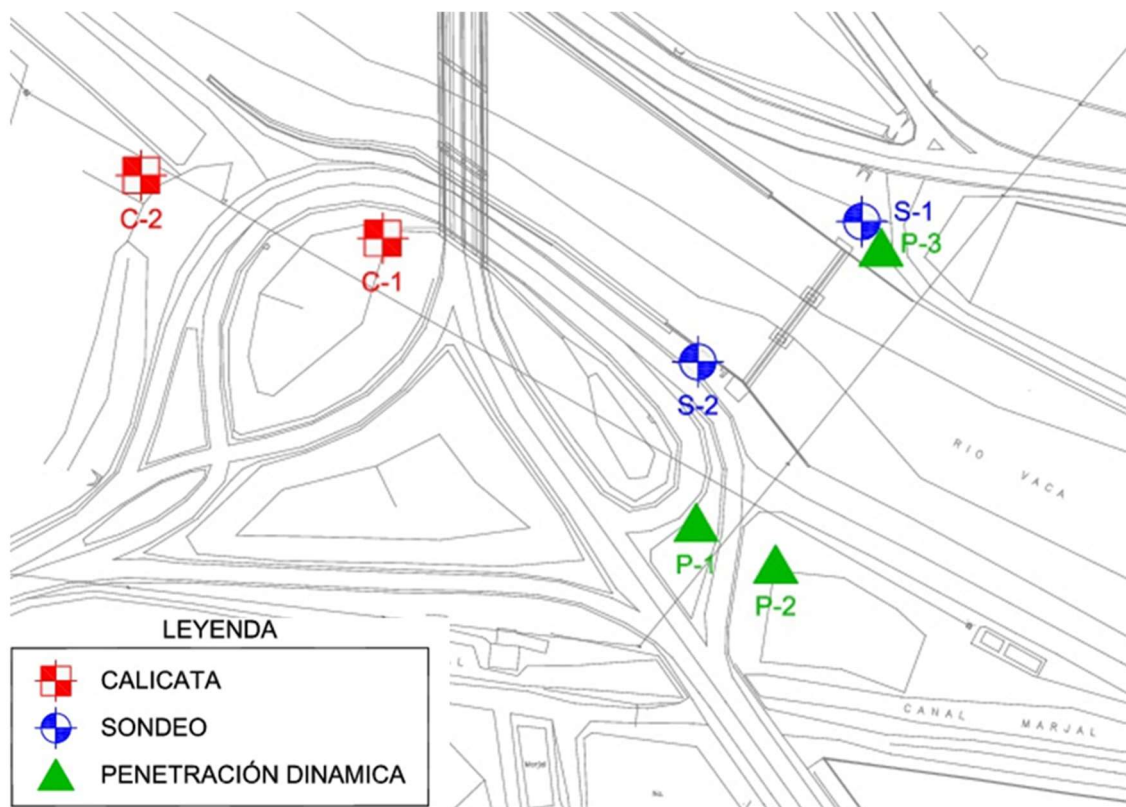 C-2
C-1
S-1
P-3
S-2
RIO VACA
P-1
P-2
LEYENDA
CALICATA
SONDEO
PENETRACIÓN DINAMICA
CANAL MARJAL